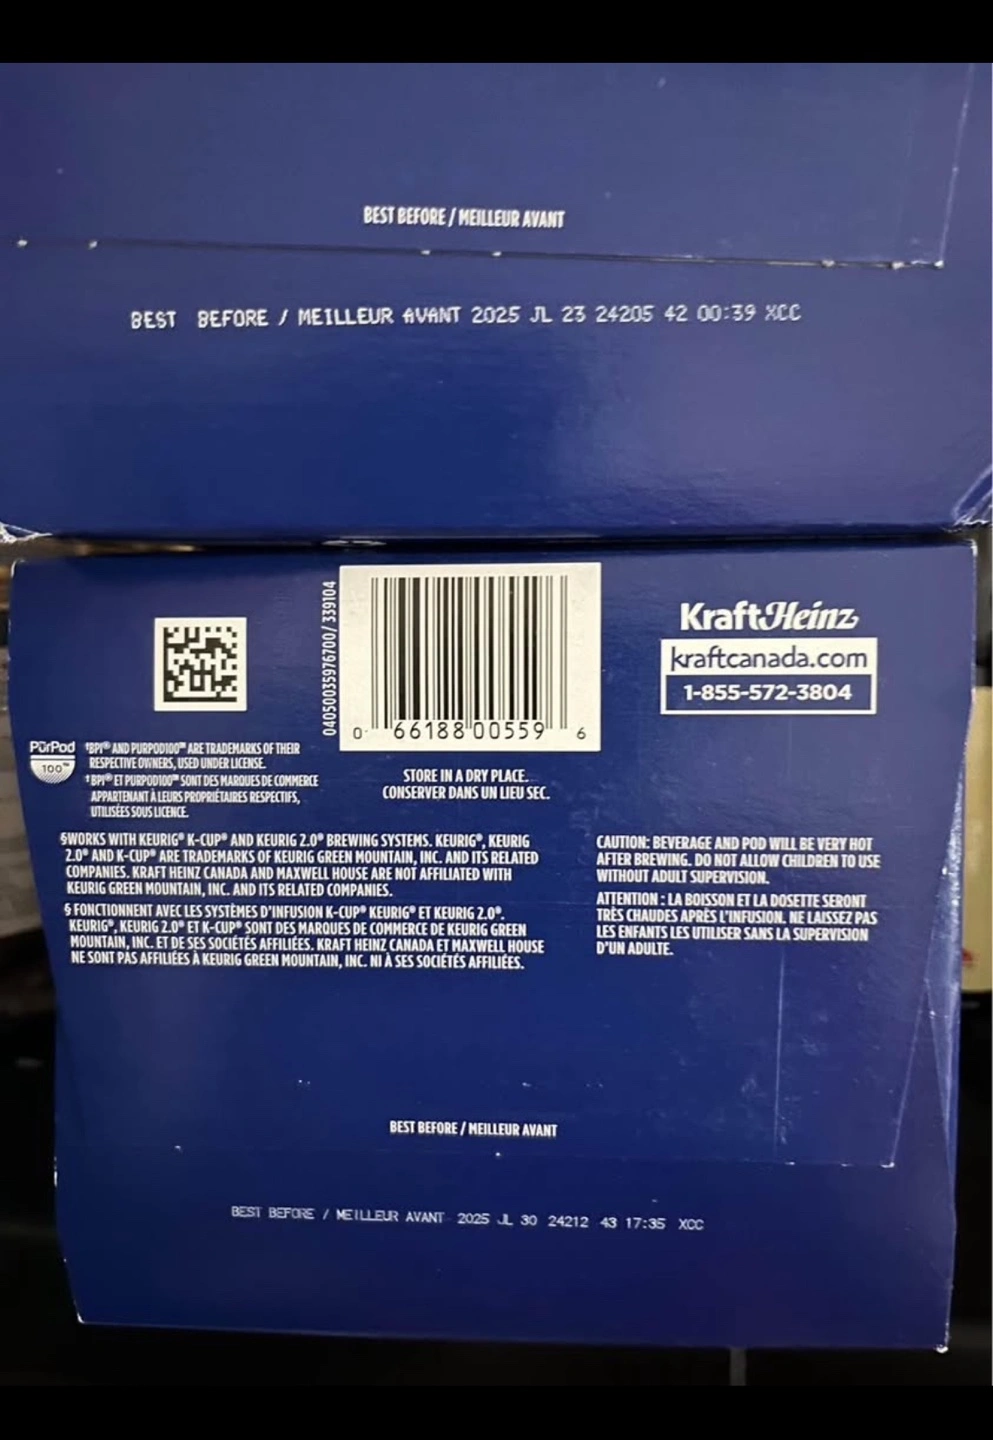 BEST BEFORE / MEILLEUR AVANT
BEST BEFORE / MEILLEUR AVANT 2025 JL 23 24205 42 00:39 XCC
04050035976700/ 339104
0 66188 00559 6
KraftHeinz
kraftcanada.com
1-855-572-3804
PŭrPod
100™
†BPI® AND PURPOD100™ ARE TRADEMARKS OF THEIR
RESPECTIVE OWNERS, USED UNDER LICENSE.
†BPI® ET PURPOD100™ SONT DES MARQUES DE COMMERCE
APPARTENANT À LEURS PROPRIÉTAIRES RESPECTIFS,
UTILISÉES SOUS LICENCE.
STORE IN A DRY PLACE.
CONSERVER DANS UN LIEU SEC.
§WORKS WITH KEURIG® K-CUP® AND KEURIG 2.0® BREWING SYSTEMS. KEURIG®, KEURIG
2.0® AND K-CUP® ARE TRADEMARKS OF KEURIG GREEN MOUNTAIN, INC. AND ITS RELATED
COMPANIES. KRAFT HEINZ CANADA AND MAXWELL HOUSE ARE NOT AFFILIATED WITH
KEURIG GREEN MOUNTAIN, INC. AND ITS RELATED COMPANIES.
§ FONCTIONNENT AVEC LES SYSTÈMES D'INFUSION K-CUP® KEURIG® ET KEURIG 2.0®.
KEURIG®, KEURIG 2.0® ET K-CUP® SONT DES MARQUES DE COMMERCE DE KEURIG GREEN
MOUNTAIN, INC. ET DE SES SOCIÉTÉS AFFILIÉES. KRAFT HEINZ CANADA ET MAXWELL HOUSE
NE SONT PAS AFFILIÉES À KEURIG GREEN MOUNTAIN, INC. NI À SES SOCIÉTÉS AFFILIÉES.
CAUTION: BEVERAGE AND POD WILL BE VERY HOT
AFTER BREWING. DO NOT ALLOW CHILDREN TO USE
WITHOUT ADULT SUPERVISION.
ATTENTION : LA BOISSON ET LA DOSETTE SERONT
TRÈS CHAUDES APRÈS L'INFUSION. NE LAISSEZ PAS
LES ENFANTS LES UTILISER SANS LA SUPERVISION
D'UN ADULTE.
BEST BEFORE / MEILLEUR AVANT
BEST BEFORE / MEILLEUR AVANT 2025 JL 30 24212 43 17:35 XCC